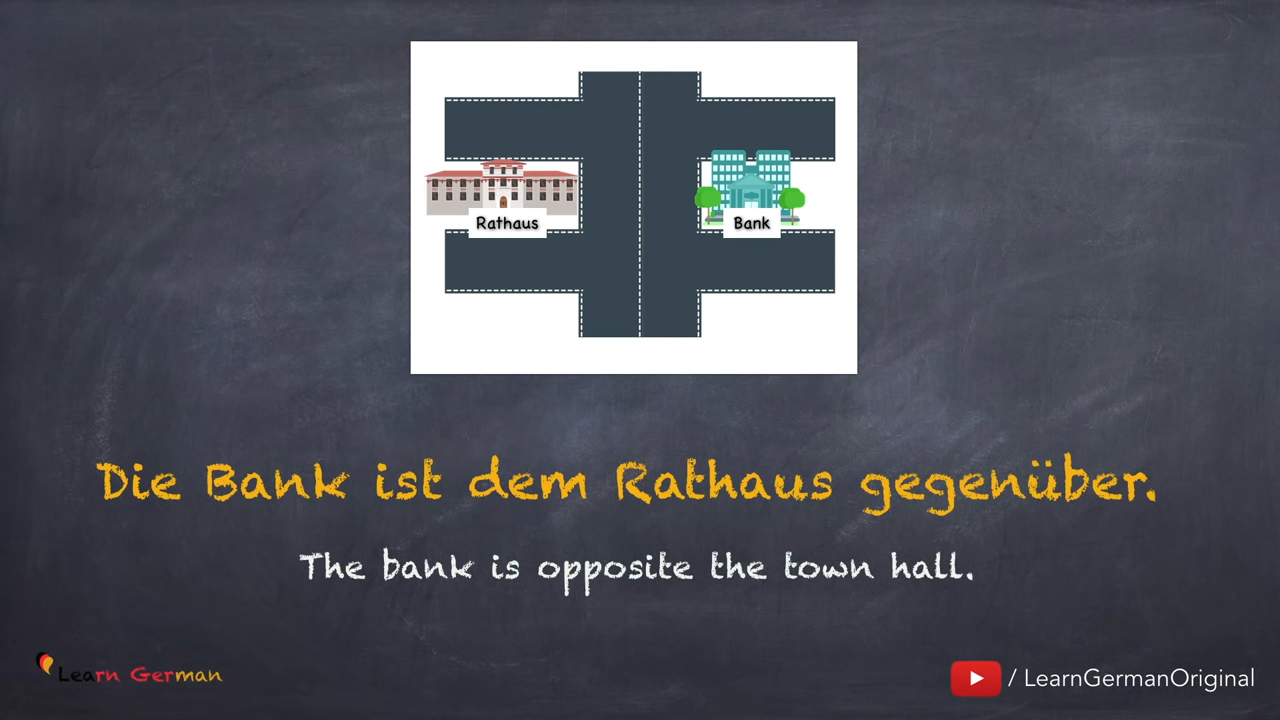 Rathaus
Bank
Die Bank ist dem Rathaus gegenüber.
The bank is opposite the town hall.
Learn German
/ LearnGermanOriginal